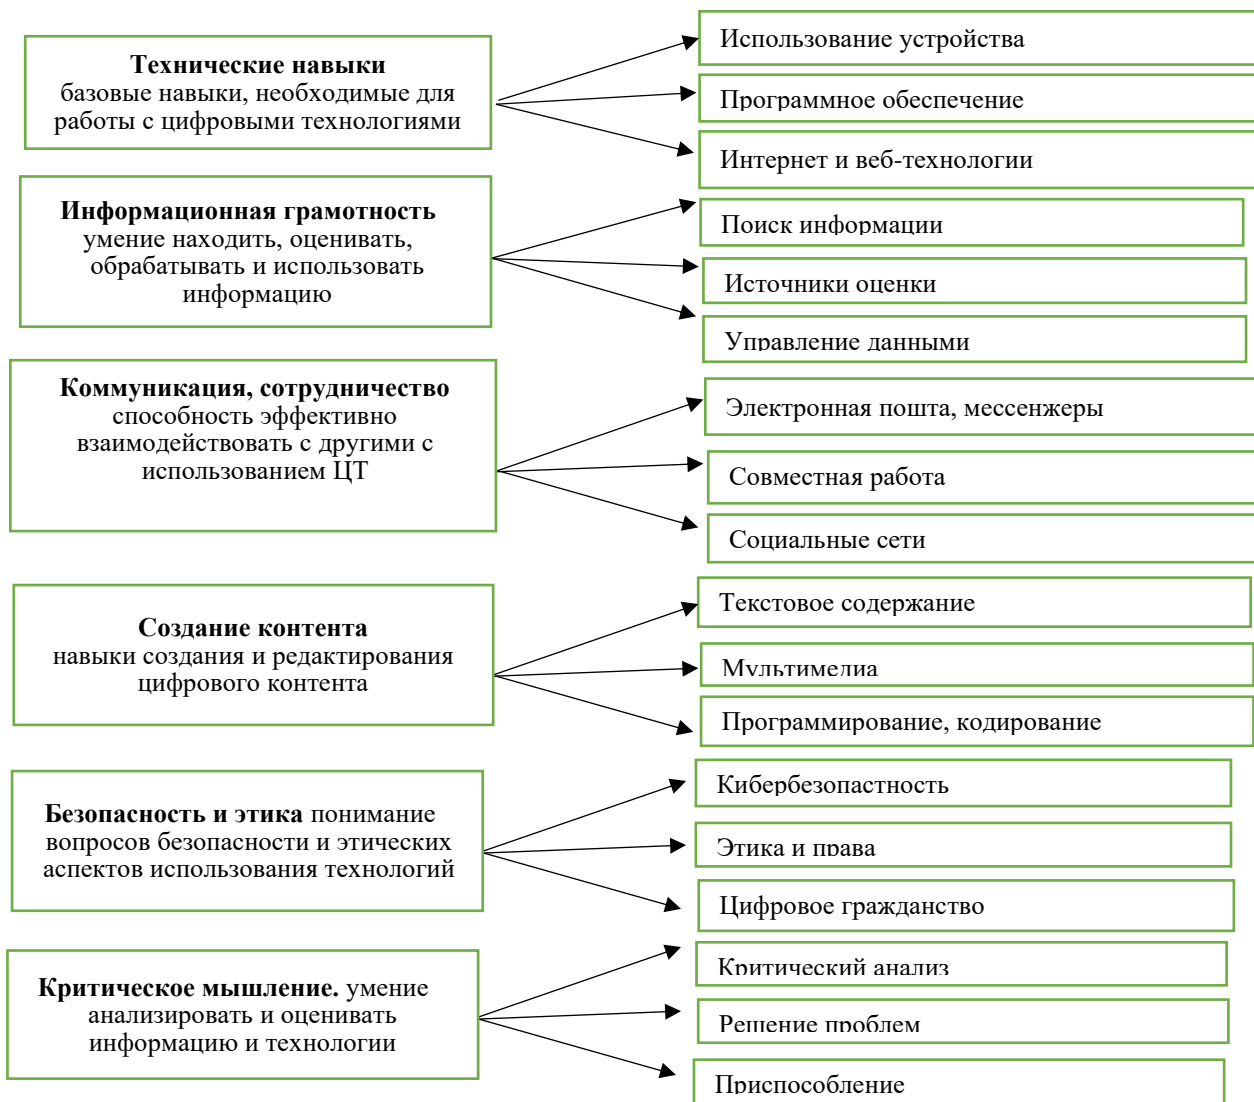 Технические навыки
базовые навыки, необходимые для
работы с цифровыми технологиями
Использование устройства
Программное обеспечение
Интернет и веб-технологии
Информационная грамотность
умение находить, оценивать,
обрабатывать и использовать
информацию
Поиск информации
Источники оценки
Управление данными
Коммуникация, сотрудничество
способность эффективно
взаимодействовать с другими с
использованием ЦТ
Электронная пошта, мессенжеры
Совместная работа
Социальные сети
Создание контента
навыки создания и редактирования
цифрового контента
Текстовое содержание
Мультимедиа
Программирование, кодирование
Безопасность и этика понимание
вопросов безопасности и этических
аспектов использования технологий
Кибербезопастность
Этика и права
Цифровое гражданство
Критическое мышление. умение
анализировать и оценивать
информацию и технологии
Критический анализ
Решение проблем
Приспособление